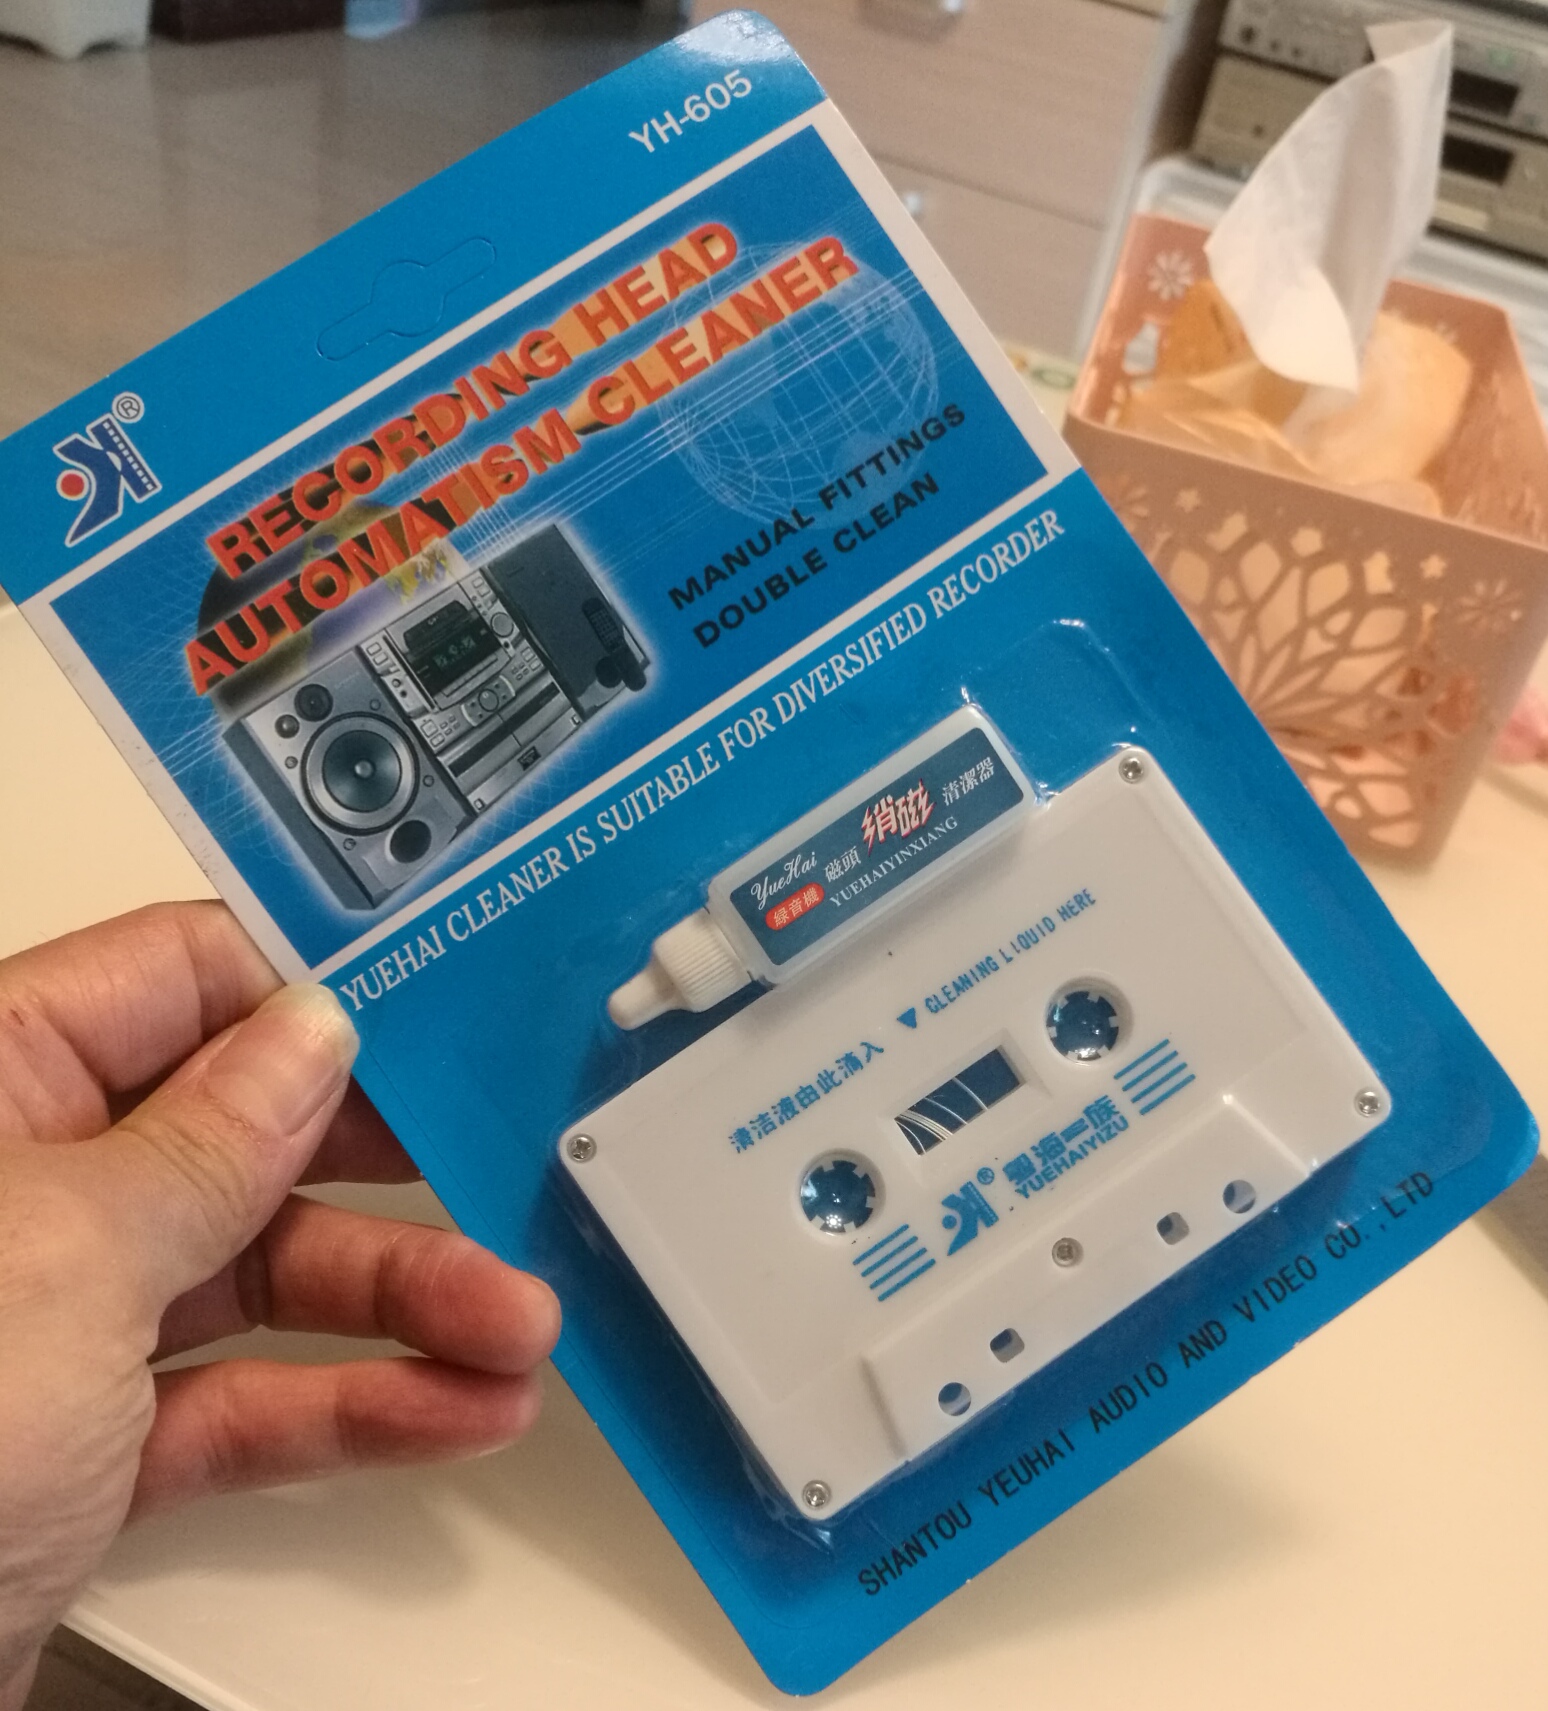 YH-605
RECORDING HEAD
AUTOMATISM CLEANER
MANUAL FITTINGS
DOUBLE CLEAN
YUEHAI CLEANER IS SUITABLE FOR DIVERSIFIED RECORDER
YueHai
録音機
磁頭
消磁
清潔器
YUEHAIYINXIANG
清洁液由此滴入 ▼ CLEANING LIQUID HERE
粤海一族
YUEHAIYIZU
SHANTOU YEUHAI AUDIO AND VIDEO CO.,LTD